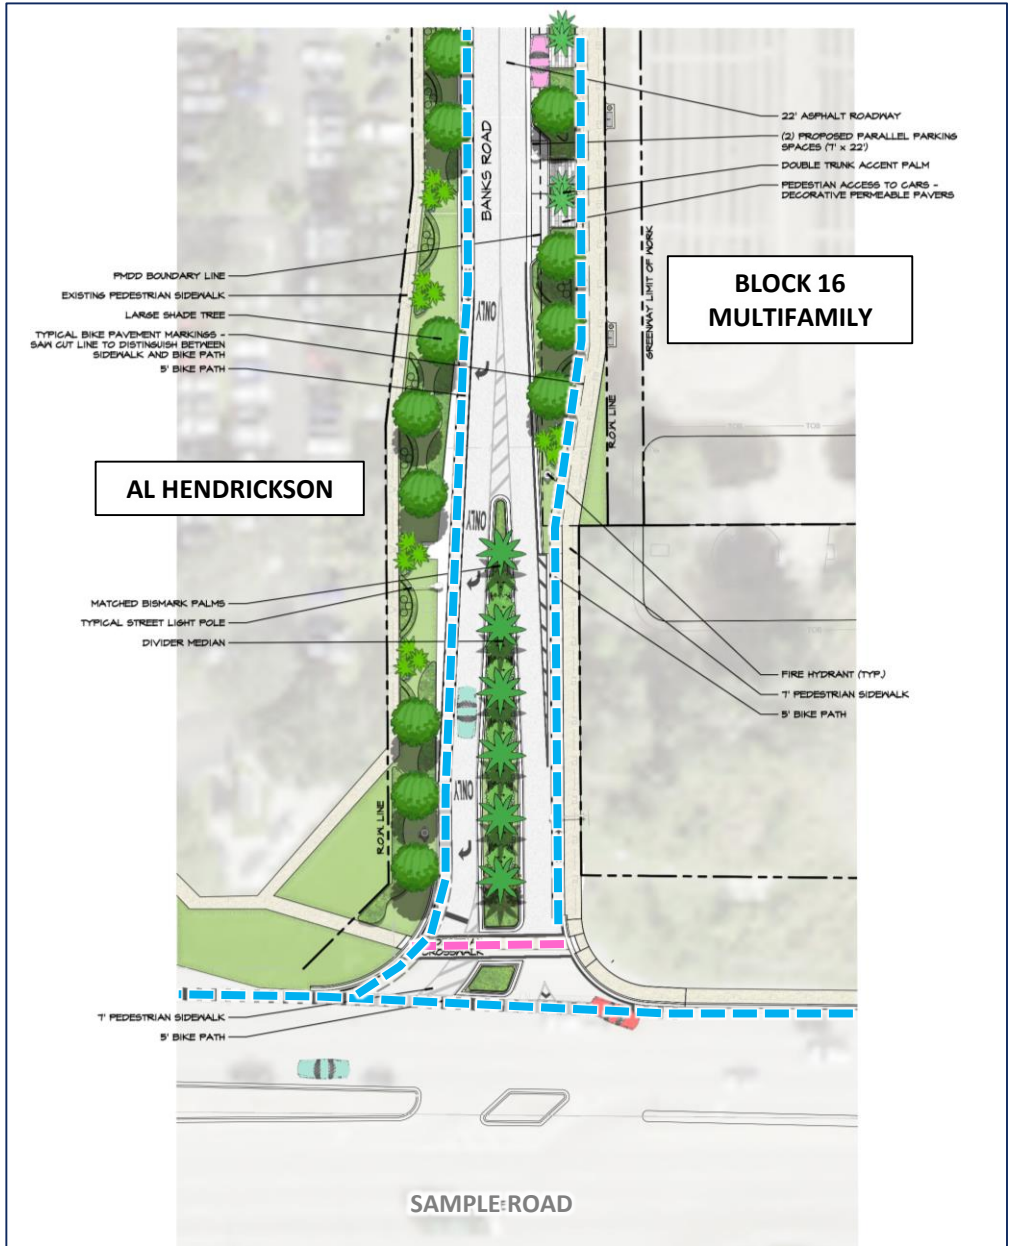 22' ASPHALT ROADWAY
(2) PROPOSED PARALLEL PARKING
SPACES (7' x 22')
DOUBLE TRUNK ACCENT PALM
PEDESTIAN ACCESS TO CARS -
DECORATIVE PERMEABLE PAVERS
BANKS ROAD
GREENWAY LIMIT OF WORK
BLOCK 16
MULTIFAMILY
PMDD BOUNDARY LINE
EXISTING PEDESTRIAN SIDEWALK
LARGE SHADE TREE
TYPICAL BIKE PAVEMENT MARKINGS -
SAW CUT LINE TO DISTINGUISH BETWEEN
SIDEWALK AND BIKE PATH
5' BIKE PATH
ONLY
R.O.W. LINE
TOB
TOB
AL HENDRICKSON
ONLY
MATCHED BISMARK PALMS
TYPICAL STREET LIGHT POLE
DIVIDER MEDIAN
TOB
FIRE HYDRANT (TYP.)
7' PEDESTRIAN SIDEWALK
5' BIKE PATH
ONLY
R.O.W. LINE
CROSSWALK
7' PEDESTRIAN SIDEWALK
5' BIKE PATH
SAMPLE ROAD